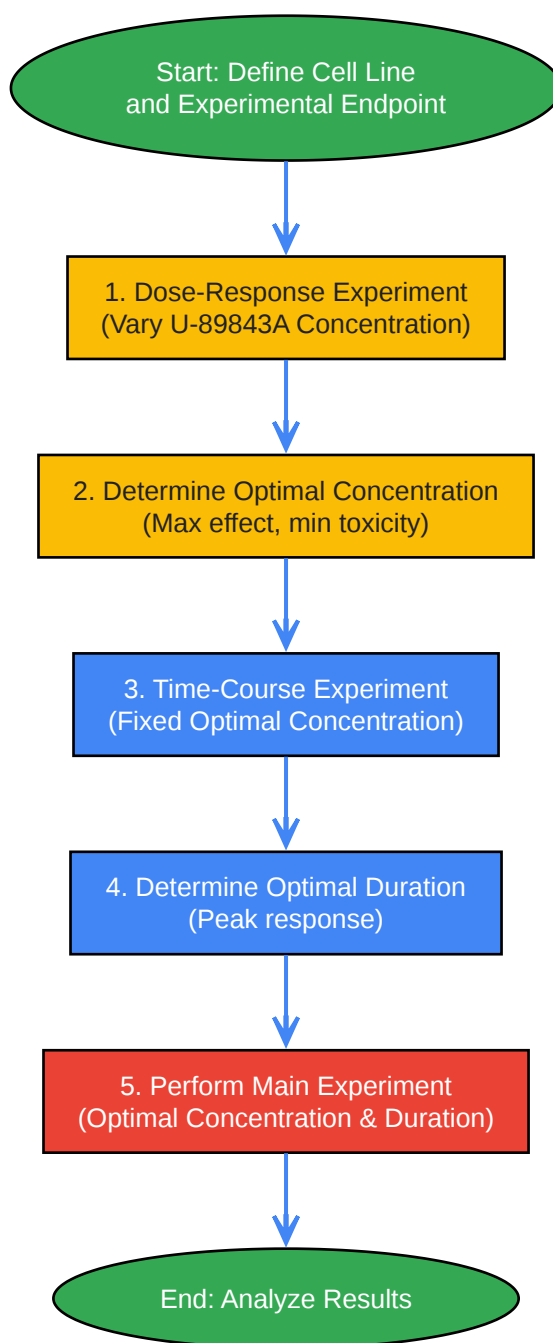 Start: Define Cell Line
and Experimental Endpoint
1. Dose-Response Experiment
(Vary U-89843A Concentration)
2. Determine Optimal Concentration
(Max effect, min toxicity)
3. Time-Course Experiment
(Fixed Optimal Concentration)
4. Determine Optimal Duration
(Peak response)
5. Perform Main Experiment
(Optimal Concentration & Duration)
End: Analyze Results